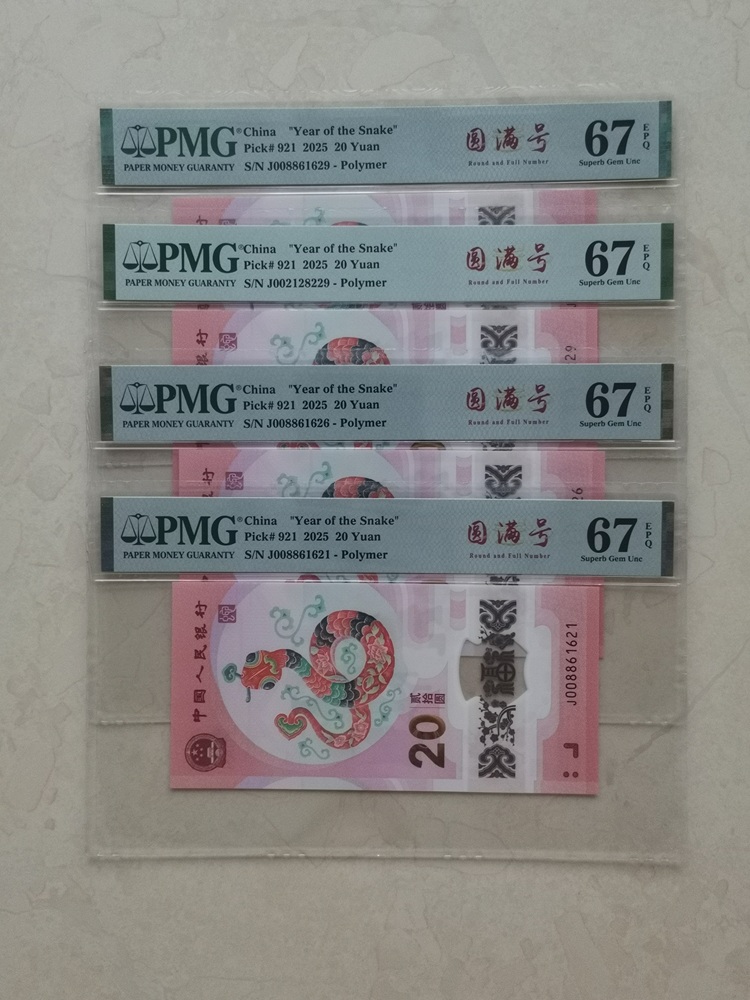 PMG® China "Year of the Snake"
Pick# 921 2025 20 Yuan
PAPER MONEY GUARANTY S/N J008861629 - Polymer
圆满号
Round and Full Number
67 EPQ
Superb Gem Unc
PMG® China "Year of the Snake"
Pick# 921 2025 20 Yuan
PAPER MONEY GUARANTY S/N J002128229 - Polymer
圆满号
Round and Full Number
67 EPQ
Superb Gem Unc
银行
29
PMG® China "Year of the Snake"
Pick# 921 2025 20 Yuan
PAPER MONEY GUARANTY S/N J008861626 - Polymer
圆满号
Round and Full Number
67 EPQ
Superb Gem Unc
行
26
PMG® China "Year of the Snake"
Pick# 921 2025 20 Yuan
PAPER MONEY GUARANTY S/N J008861621 - Polymer
圆满号
Round and Full Number
67 EPQ
Superb Gem Unc
中国人民银行
贰拾圆
20
J008861621